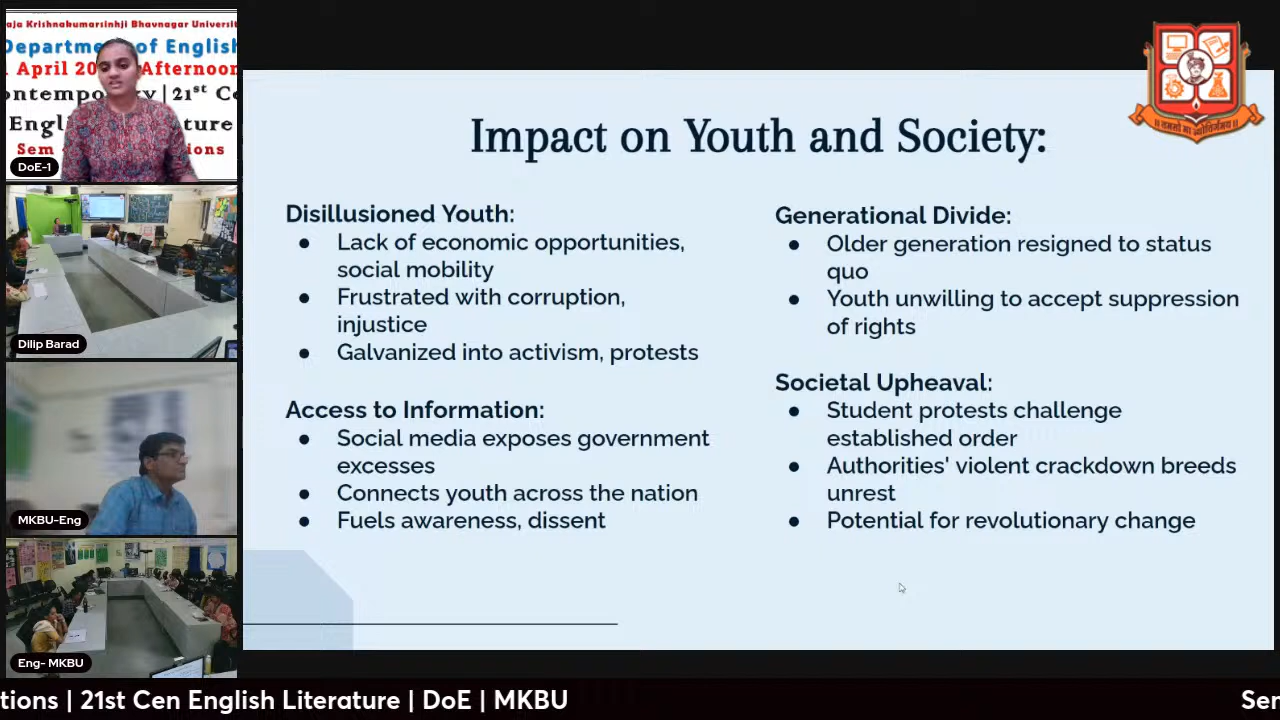 aja Krishnakumarsinhji Bhavnagar Universit
Department of English
April 20 Afternoon
ontempo y | 21st Ce
Engl ture
Sem ions
DoE-1
Dilip Barad
MKBU-Eng
Eng- MKBU
Impact on Youth and Society:
Disillusioned Youth:
● Lack of economic opportunities,
social mobility
● Frustrated with corruption,
injustice
● Galvanized into activism, protests
Access to Information:
● Social media exposes government
excesses
● Connects youth across the nation
● Fuels awareness, dissent
Generational Divide:
● Older generation resigned to status
quo
● Youth unwilling to accept suppression
of rights
Societal Upheaval:
● Student protests challenge
established order
● Authorities' violent crackdown breeds
unrest
● Potential for revolutionary change
tions | 21st Cen English Literature | DoE | MKBU
Ser